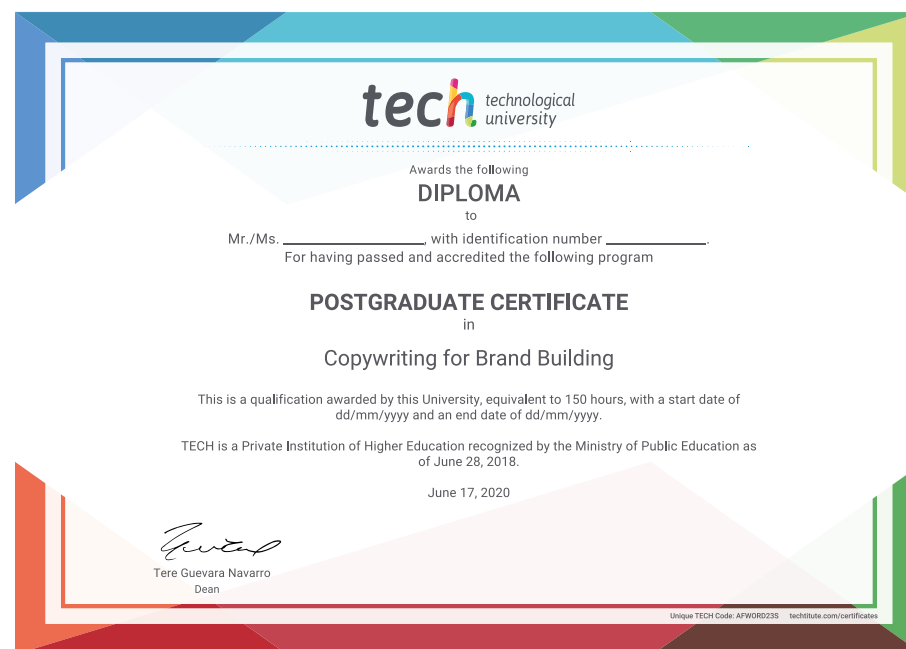 tech technological
university
Awards the following
DIPLOMA
to
Mr./Ms. ____________________, with identification number ______________.
For having passed and accredited the following program
POSTGRADUATE CERTIFICATE
in
Copywriting for Brand Building
This is a qualification awarded by this University, equivalent to 150 hours, with a start date of
dd/mm/yyyy and an end date of dd/mm/yyyy.
TECH is a Private Institution of Higher Education recognized by the Ministry of Public Education as
of June 28, 2018.
June 17, 2020
Tere Guevara Navarro
Dean
Unique TECH Code: AFWORD23S techtitute.com/certificates